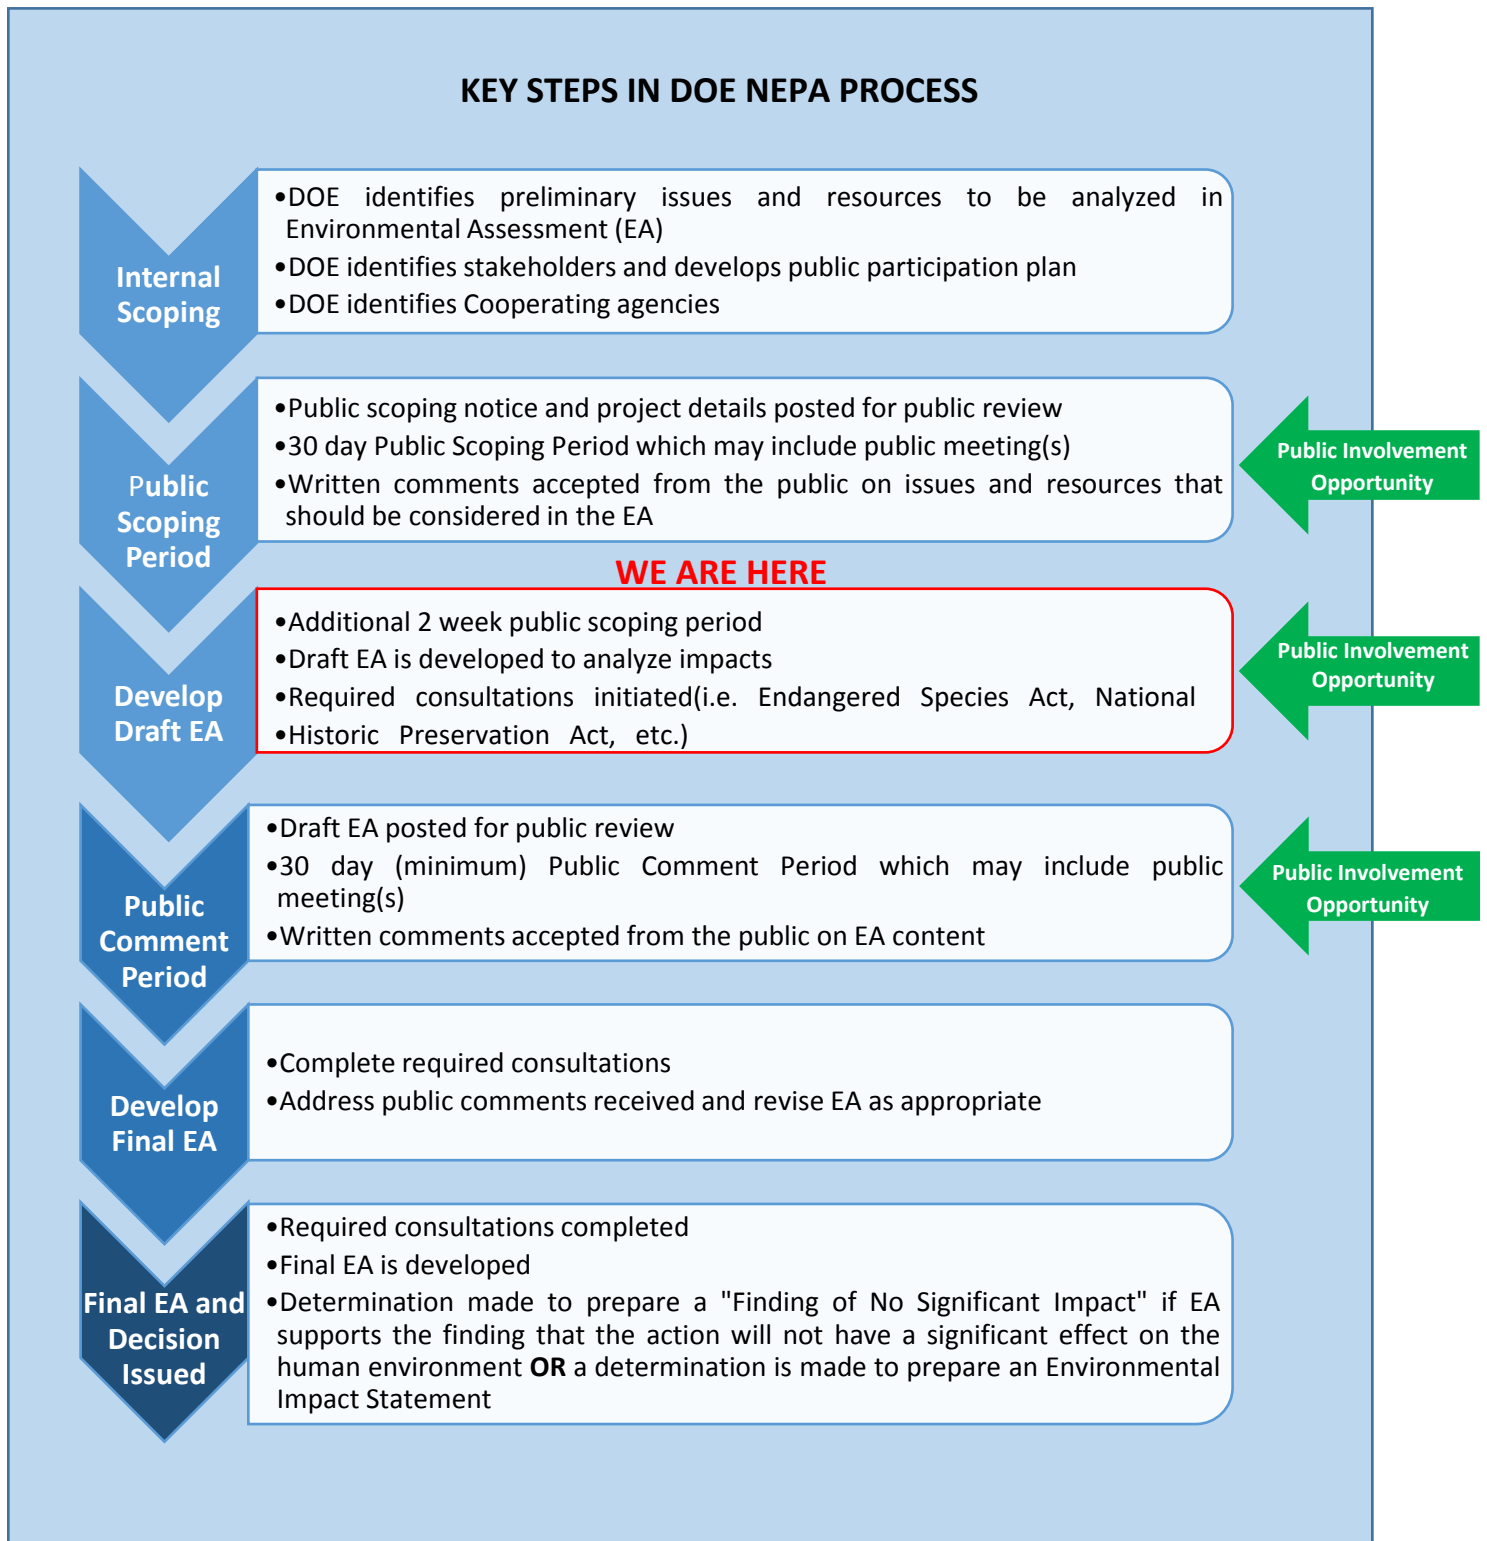 KEY STEPS IN DOE NEPA PROCESS
Internal
Scoping
•DOE identifies preliminary issues and resources to be analyzed in
Environmental Assessment (EA)
•DOE identifies stakeholders and develops public participation plan
•DOE identifies Cooperating agencies
Public
Scoping
Period
•Public scoping notice and project details posted for public review
•30 day Public Scoping Period which may include public meeting(s)
•Written comments accepted from the public on issues and resources that
should be considered in the EA
Public Involvement
Opportunity
WE ARE HERE
Develop
Draft EA
•Additional 2 week public scoping period
•Draft EA is developed to analyze impacts
•Required consultations initiated(i.e. Endangered Species Act, National
•Historic Preservation Act, etc.)
Public Involvement
Opportunity
Public
Comment
Period
•Draft EA posted for public review
•30 day (minimum) Public Comment Period which may include public
meeting(s)
•Written comments accepted from the public on EA content
Public Involvement
Opportunity
Develop
Final EA
•Complete required consultations
•Address public comments received and revise EA as appropriate
Final EA and
Decision
Issued
•Required consultations completed
•Final EA is developed
•Determination made to prepare a "Finding of No Significant Impact" if EA
supports the finding that the action will not have a significant effect on the
human environment OR a determination is made to prepare an Environmental
Impact Statement